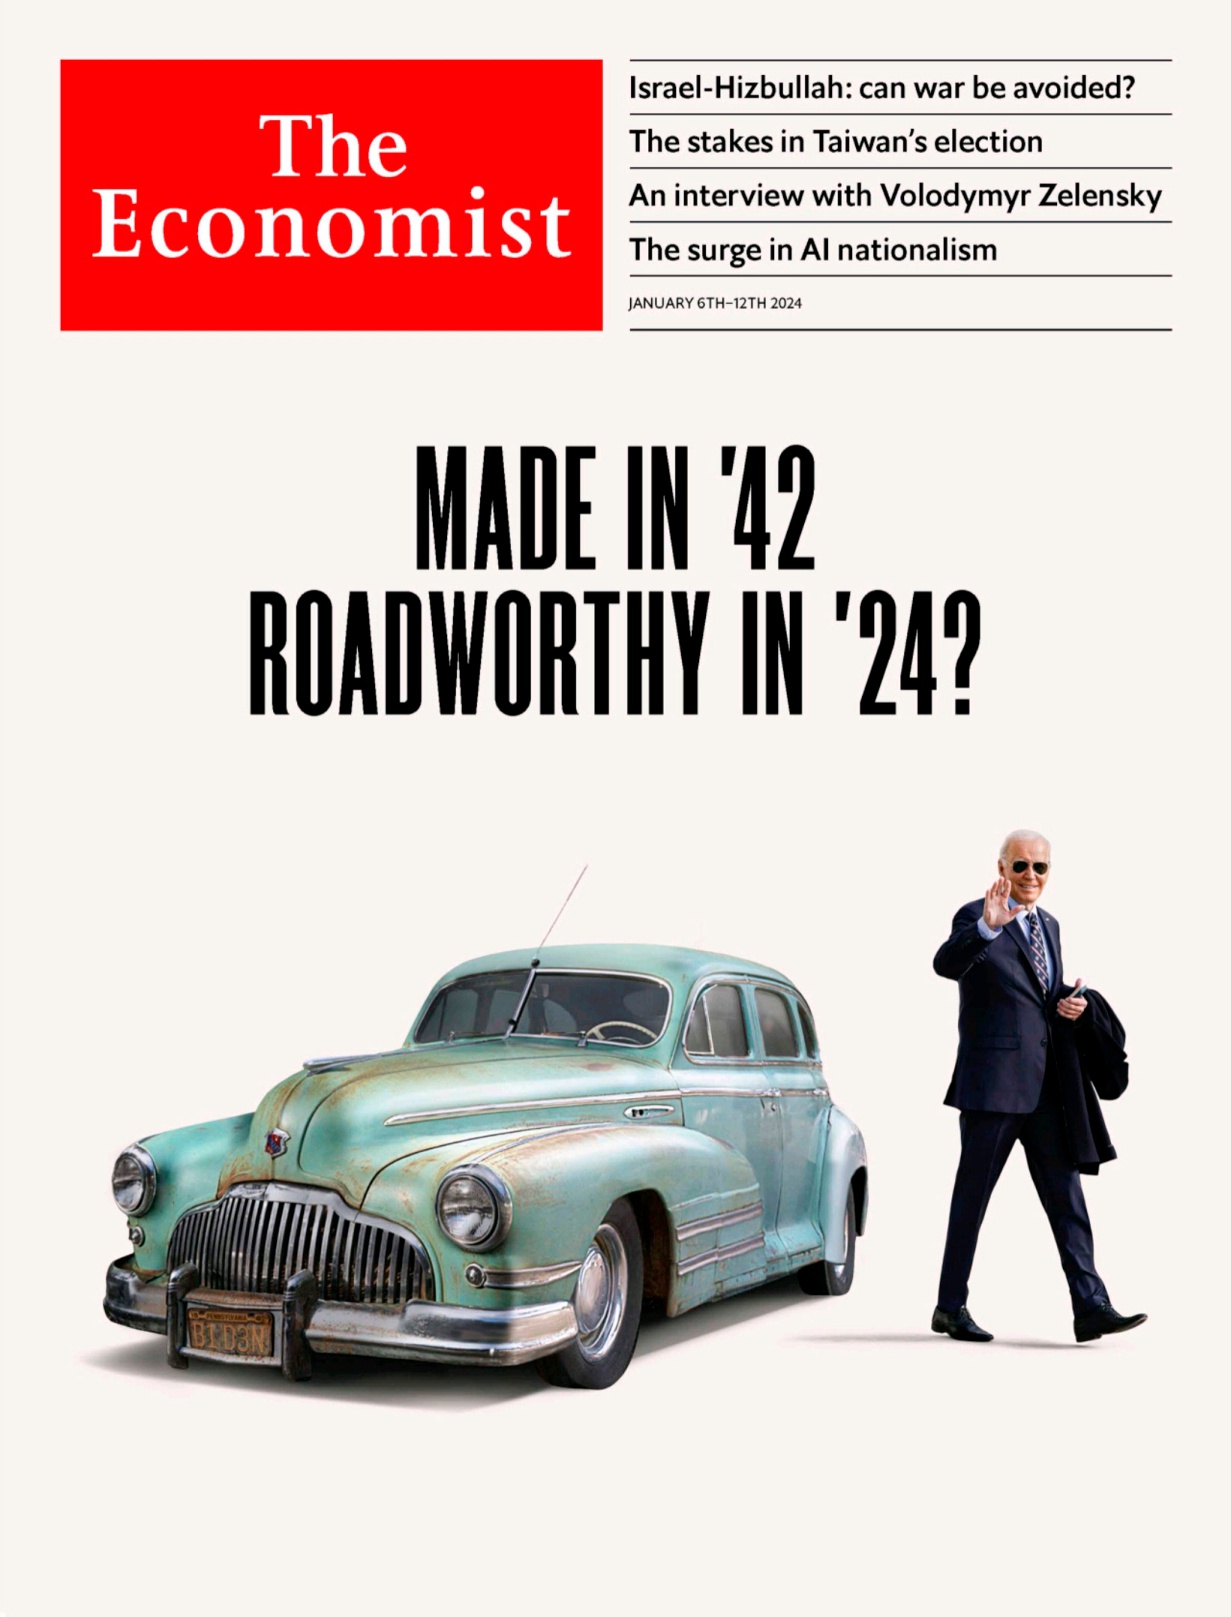 The
Economist
Israel-Hizbullah: can war be avoided?
The stakes in Taiwan's election
An interview with Volodymyr Zelensky
The surge in AI nationalism
JANUARY 6TH–12TH 2024
MADE IN '42
ROADWORTHY IN '24?
PENNSYLVANIA
B1D3N